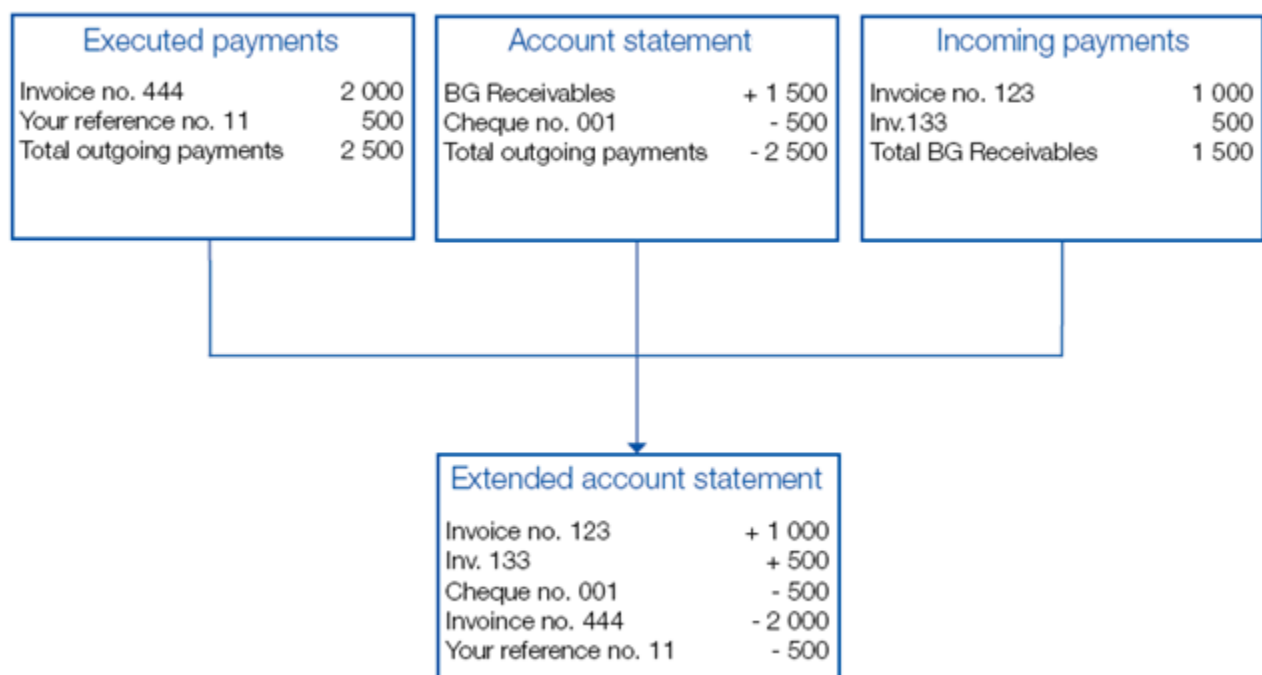 Executed payments
Invoice no. 444 2 000
Your reference no. 11 500
Total outgoing payments 2 500
Account statement
BG Receivables + 1 500
Cheque no. 001 - 500
Total outgoing payments - 2 500
Incoming payments
Invoice no. 123 1 000
Inv.133 500
Total BG Receivables 1 500
Extended account statement
Invoice no. 123 + 1 000
Inv. 133 + 500
Cheque no. 001 - 500
Invoince no. 444 - 2 000
Your reference no. 11 - 500